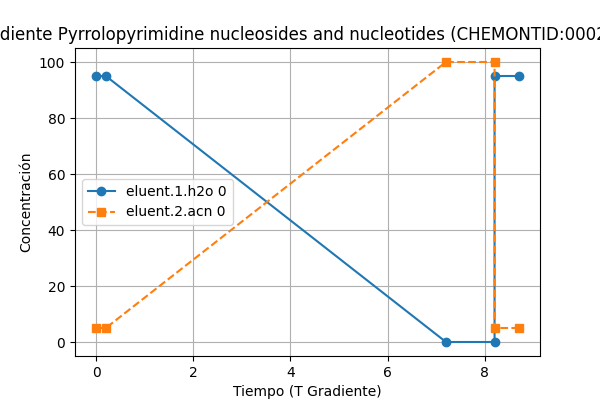 diente Pyrrolopyrimidine nucleosides and nucleotides (CHEMONTID:0002
100
80
60
40
20
0
Concentración
eluent.1.h2o 0
eluent.2.acn 0
0 2 4 6 8
Tiempo (T Gradiente)